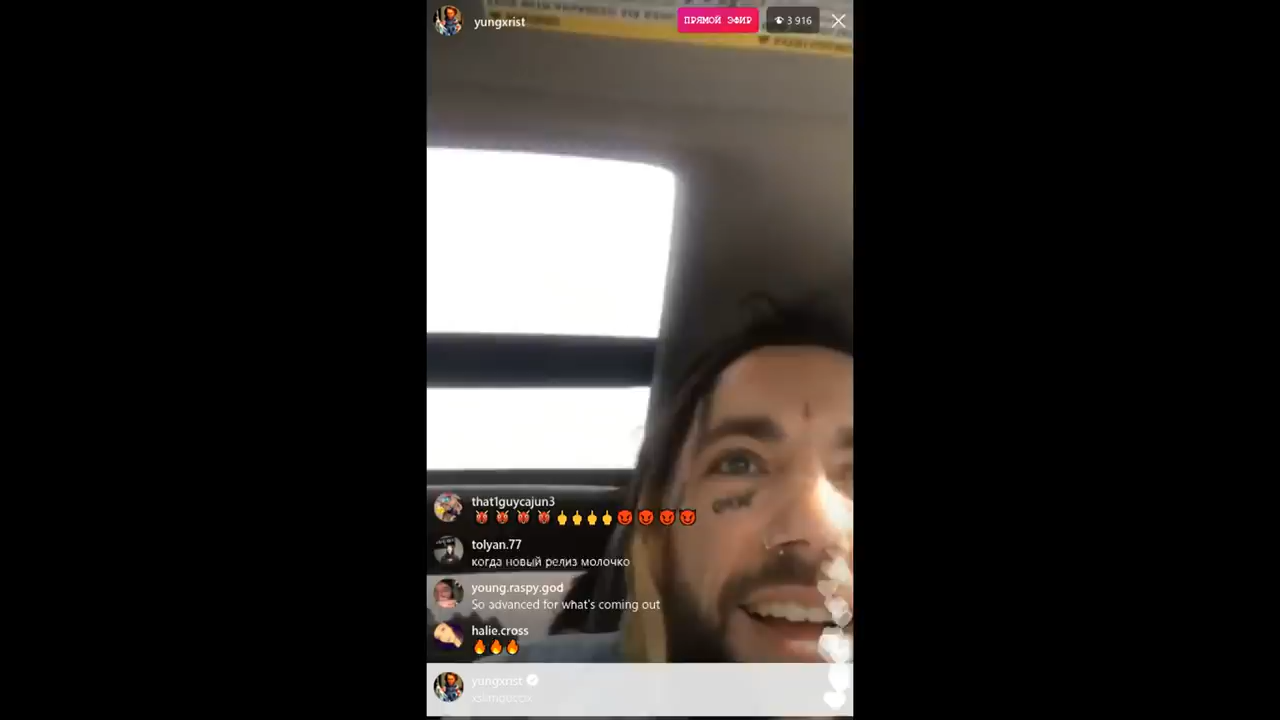 yungxrist
ПРЯМОЙ ЭФИР
3 916
that1guycajun3
tolyan.77
когда новый релиз молочко
young.raspy.god
So advanced for what's coming out
halie.cross
yungxrist